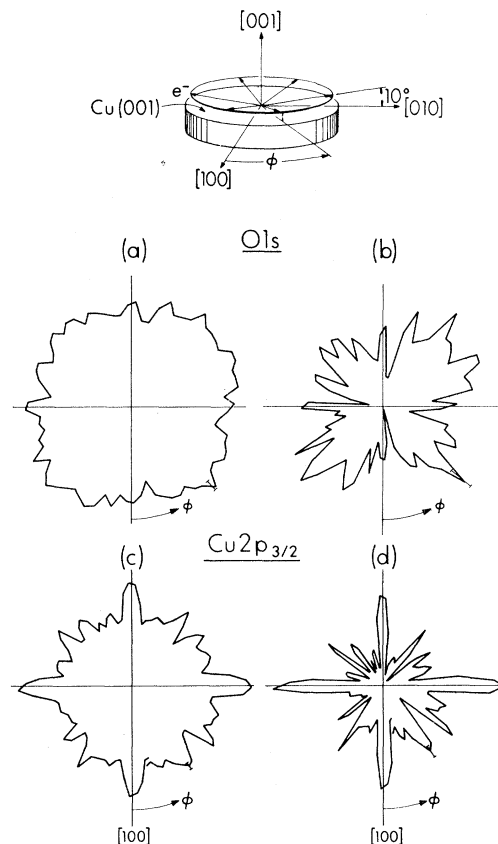 [001]
e⁻
10°
Cu(001)
[010]
ϕ
[100]
(a) O1s (b)
ϕ ϕ
(c) Cu2p3/2 (d)
ϕ ϕ
[100] [100]